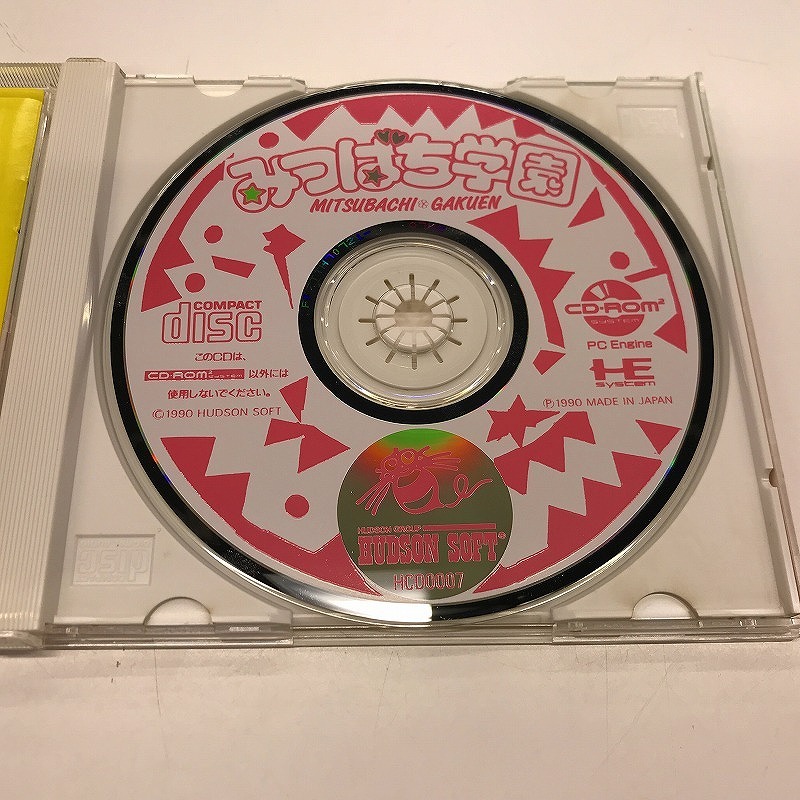 みつばち学園
MITSUBACHI GAKUEN
COMPACT
disc
このCDは、
CD-ROM² SYSTEM 以外には
使用しないでください。
Ⓒ1990 HUDSON SOFT
CD-ROM²
SYSTEM
PC Engine
HE
SYSTEM
Ⓟ1990 MADE IN JAPAN
HUDSON GROUP
HUDSON SOFT®
HCD0007